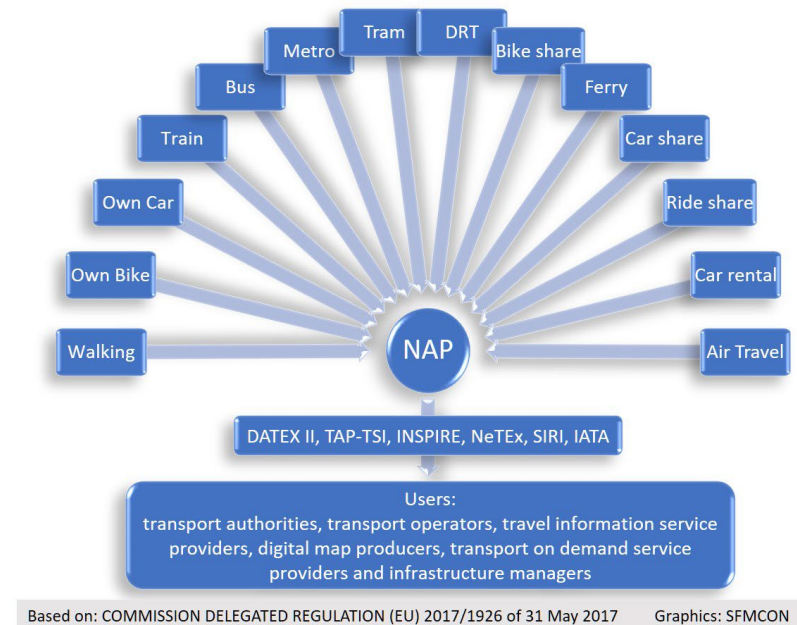 Tram
DRT
Metro
Bike share
Bus
Ferry
Train
Car share
Own Car
Ride share
Own Bike
Car rental
Walking
NAP
Air Travel
DATEX II, TAP-TSI, INSPIRE, NeTEx, SIRI, IATA
Users:
transport authorities, transport operators, travel information service
providers, digital map producers, transport on demand service
providers and infrastructure managers
Based on: COMMISSION DELEGATED REGULATION (EU) 2017/1926 of 31 May 2017 Graphics: SFMCON